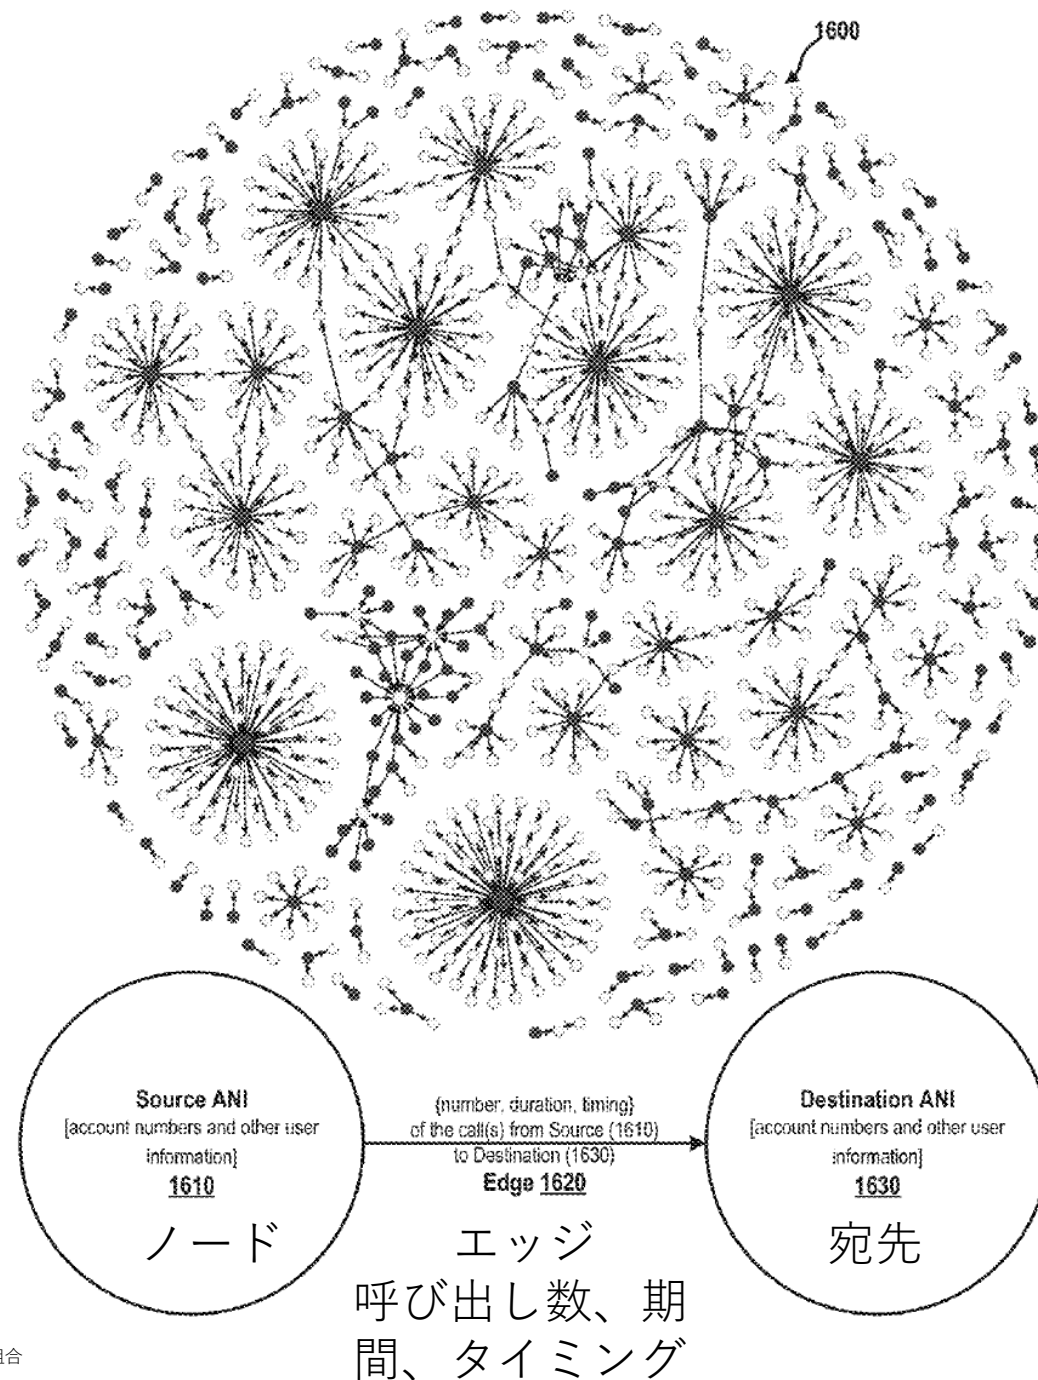 1600
Source ANI
[account numbers and other user
information]
1610
{number, duration, timing}
of the call(s) from Source (1610)
to Destination (1630)
Edge 1620
Destination ANI
[account numbers and other user
information]
1630
ノード
エッジ
呼び出し数、期
間、タイミング
宛先
組合